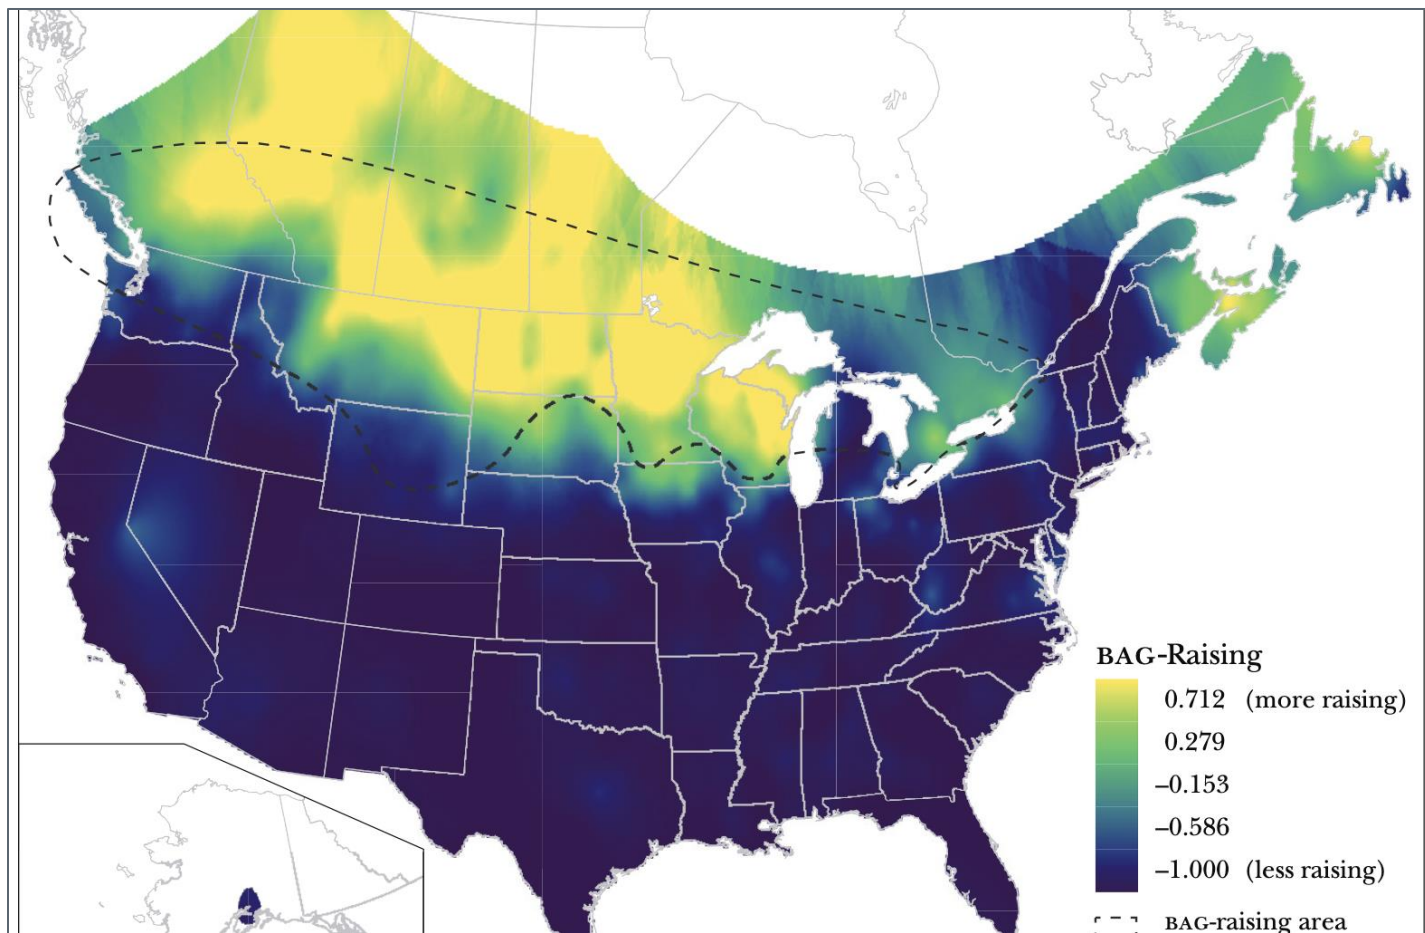 BAG-Raising
0.712 (more raising)
0.279
–0.153
–0.586
–1.000 (less raising)
BAG-raising area